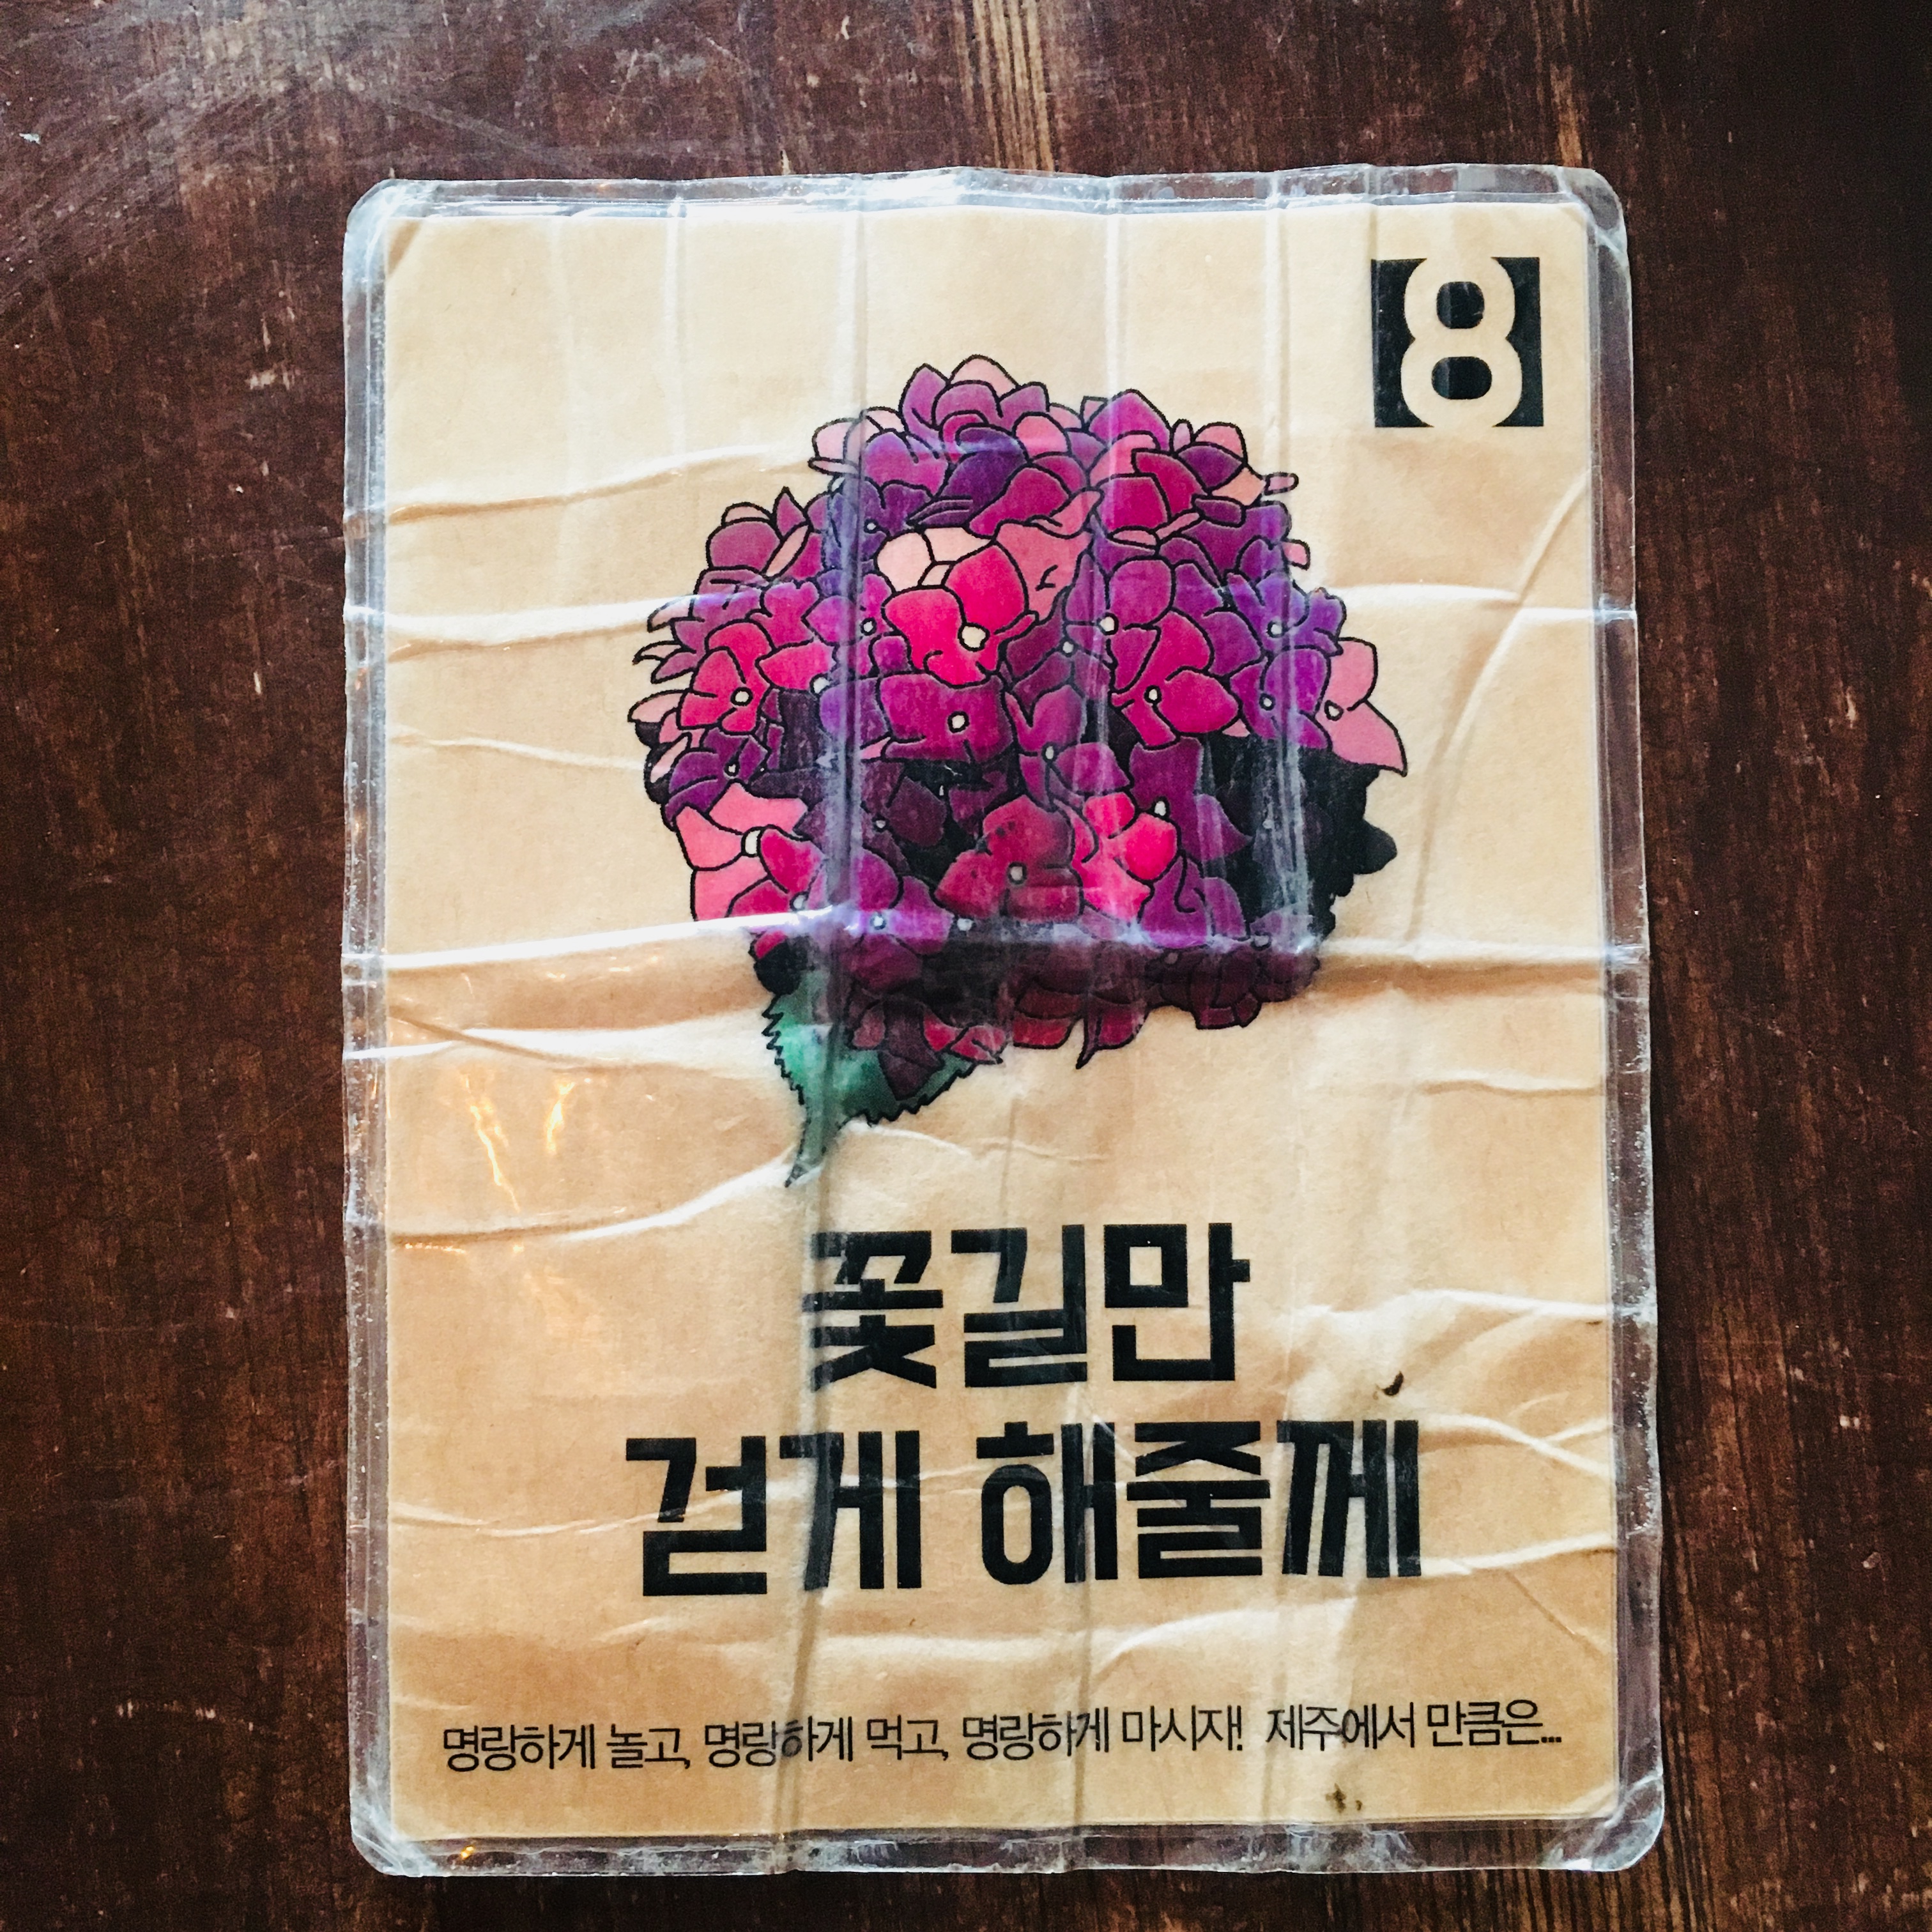 8
꽃길만
걷게 해줄께
명랑하게 놀고, 명랑하게 먹고, 명랑하게 마시자! 제주에서 만큼은...